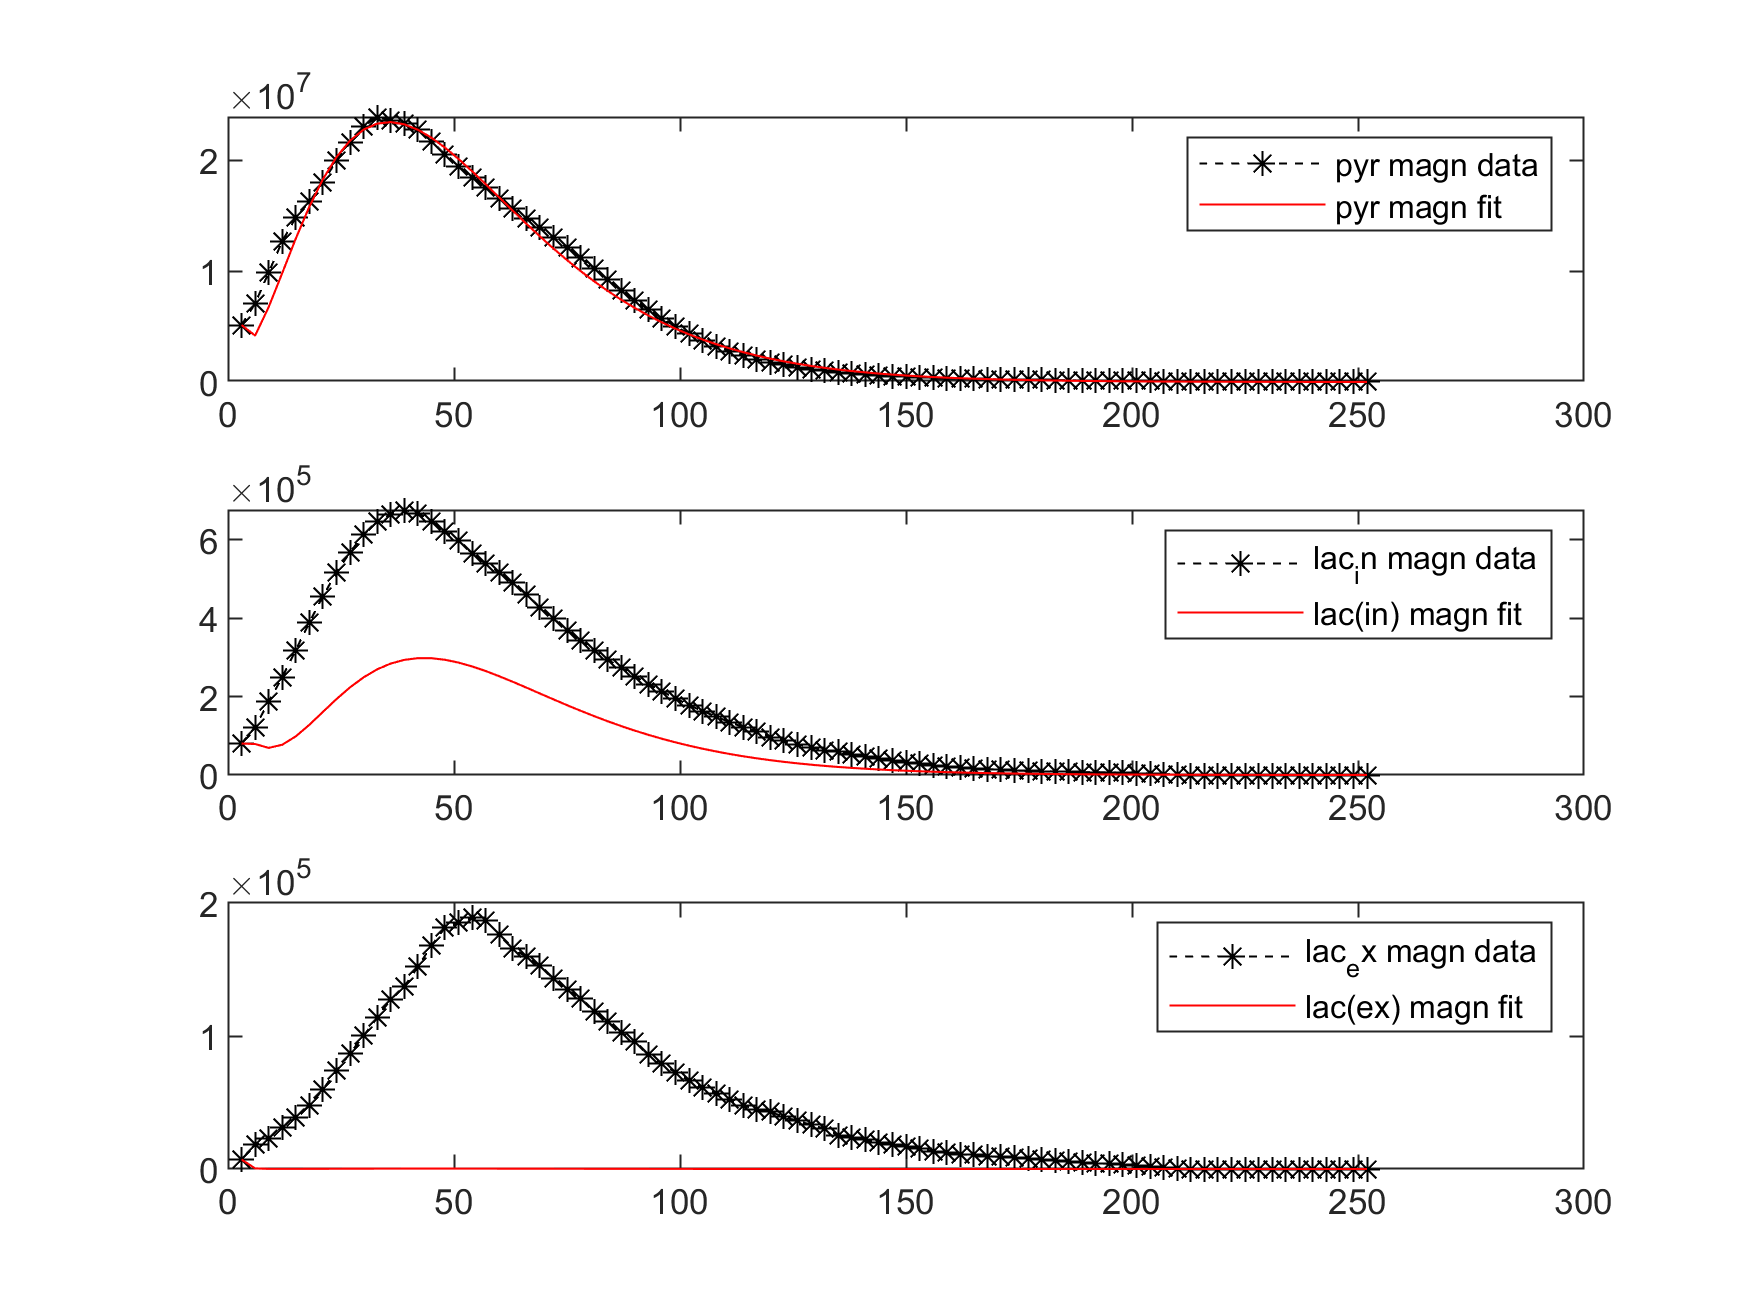 ×10^7
2
1
0
0 50 100 150 200 250 300
pyr magn data
pyr magn fit
×10^5
6
4
2
0
0 50 100 150 200 250 300
lac_in magn data
lac(in) magn fit
×10^5
2
1
0
0 50 100 150 200 250 300
lac_ex magn data
lac(ex) magn fit